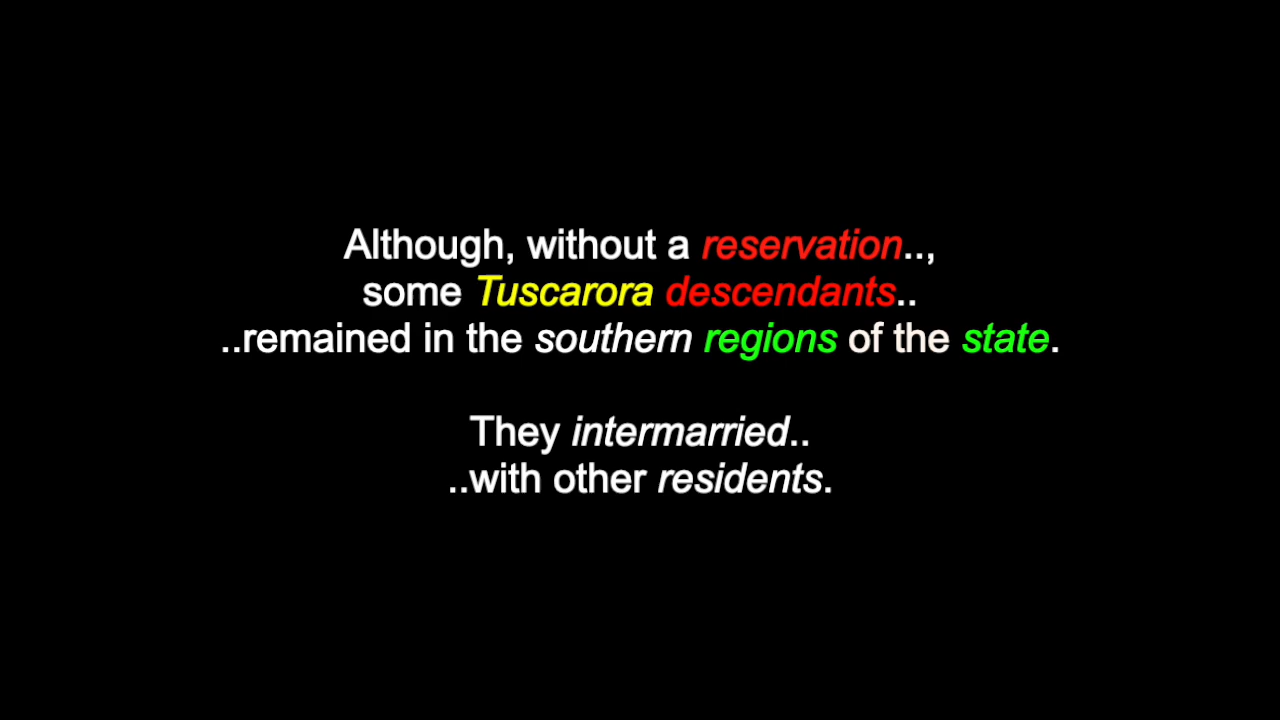 Although, without a reservation..,
some Tuscarora descendants..
..remained in the southern regions of the state.
They intermarried..
..with other residents.